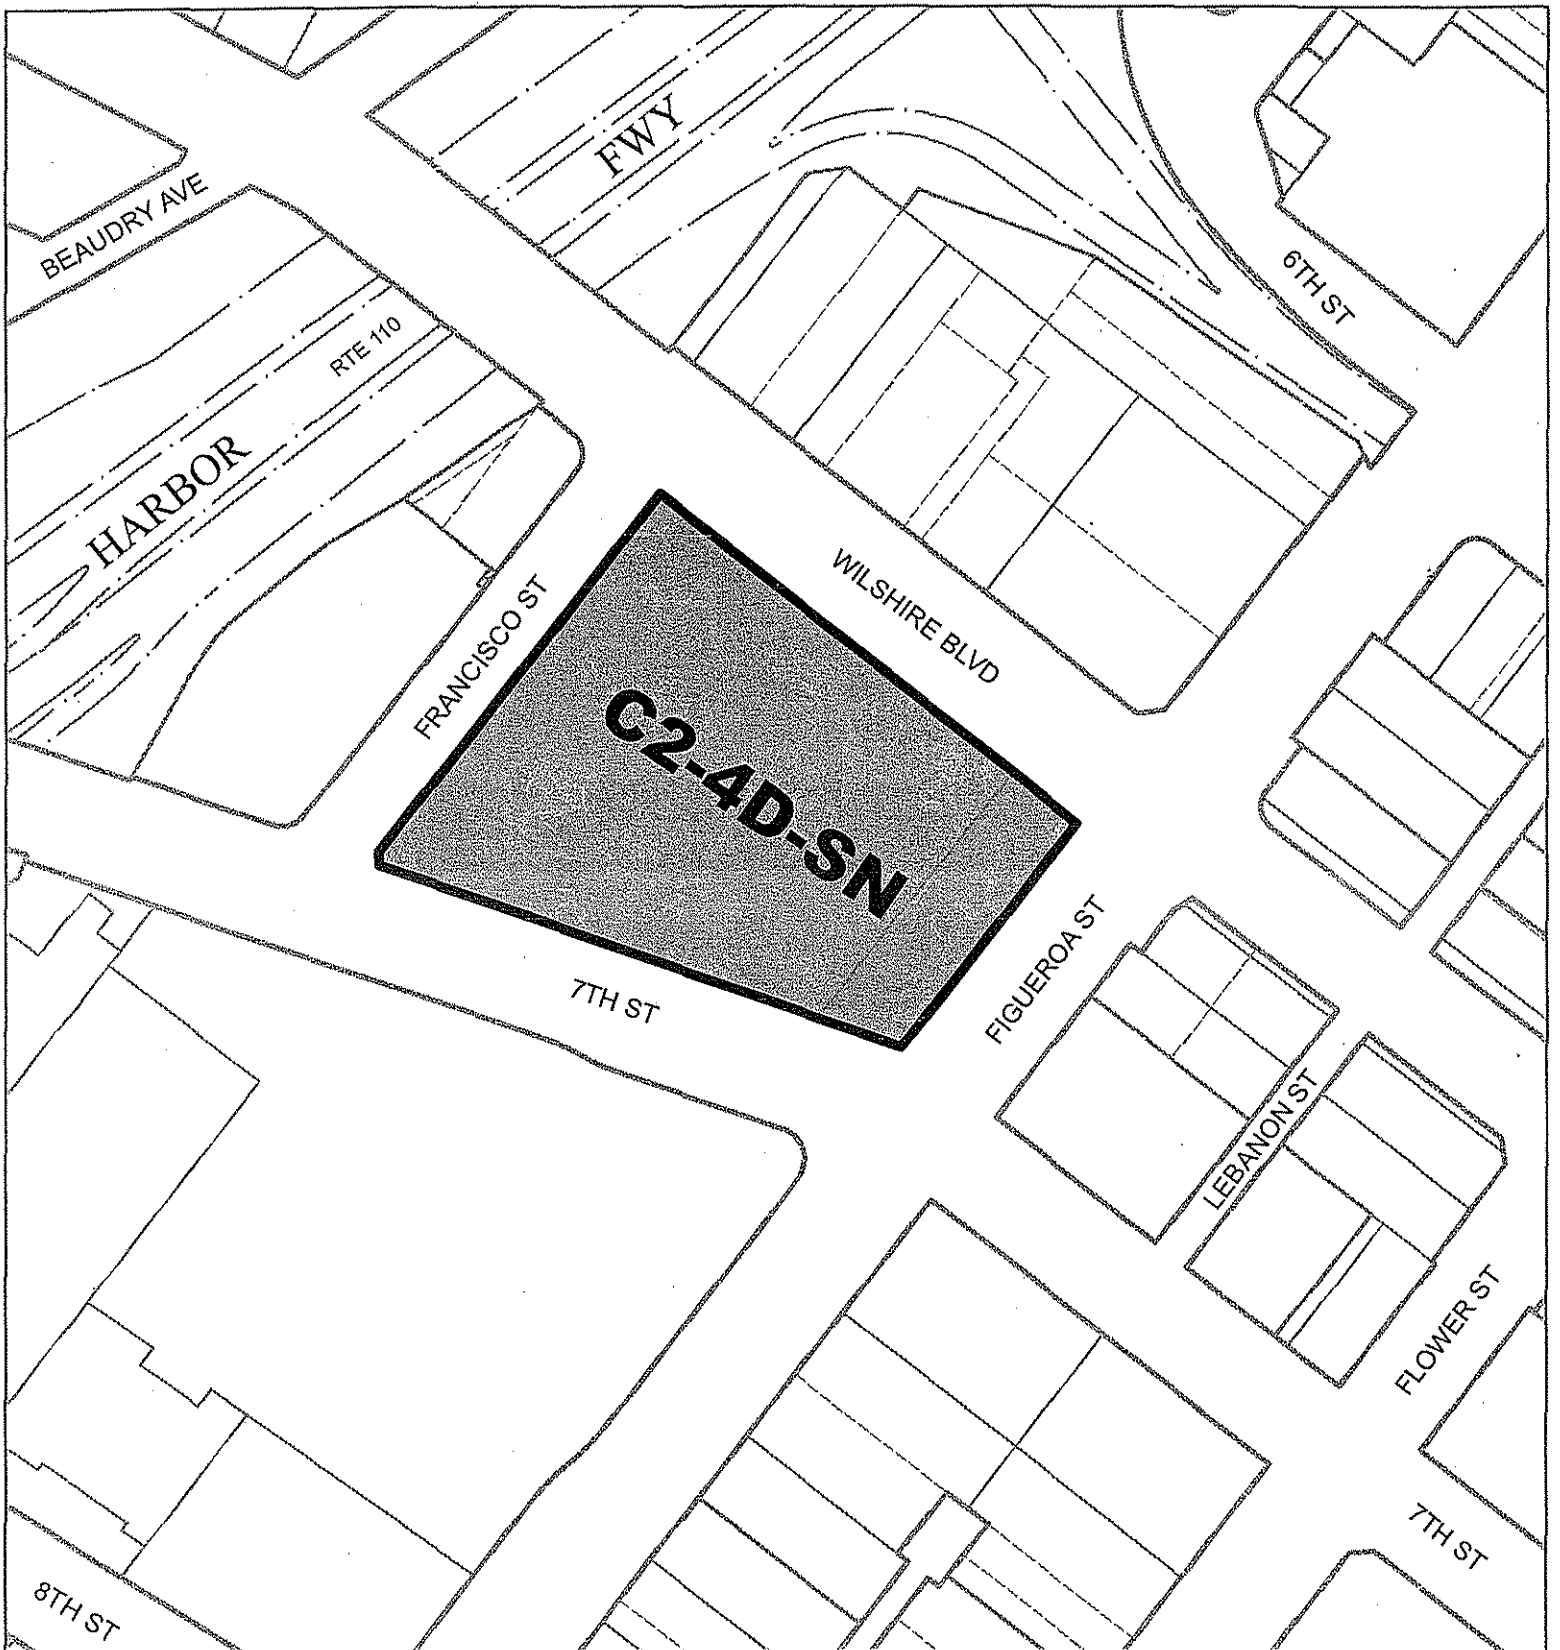 FWY
BEAUDRY AVE
6TH ST
RTE 110
HARBOR
WILSHIRE BLVD
FRANCISCO ST
C2-4D-SN
FIGUEROA ST
7TH ST
LEBANON ST
FLOWER ST
7TH ST
8TH ST